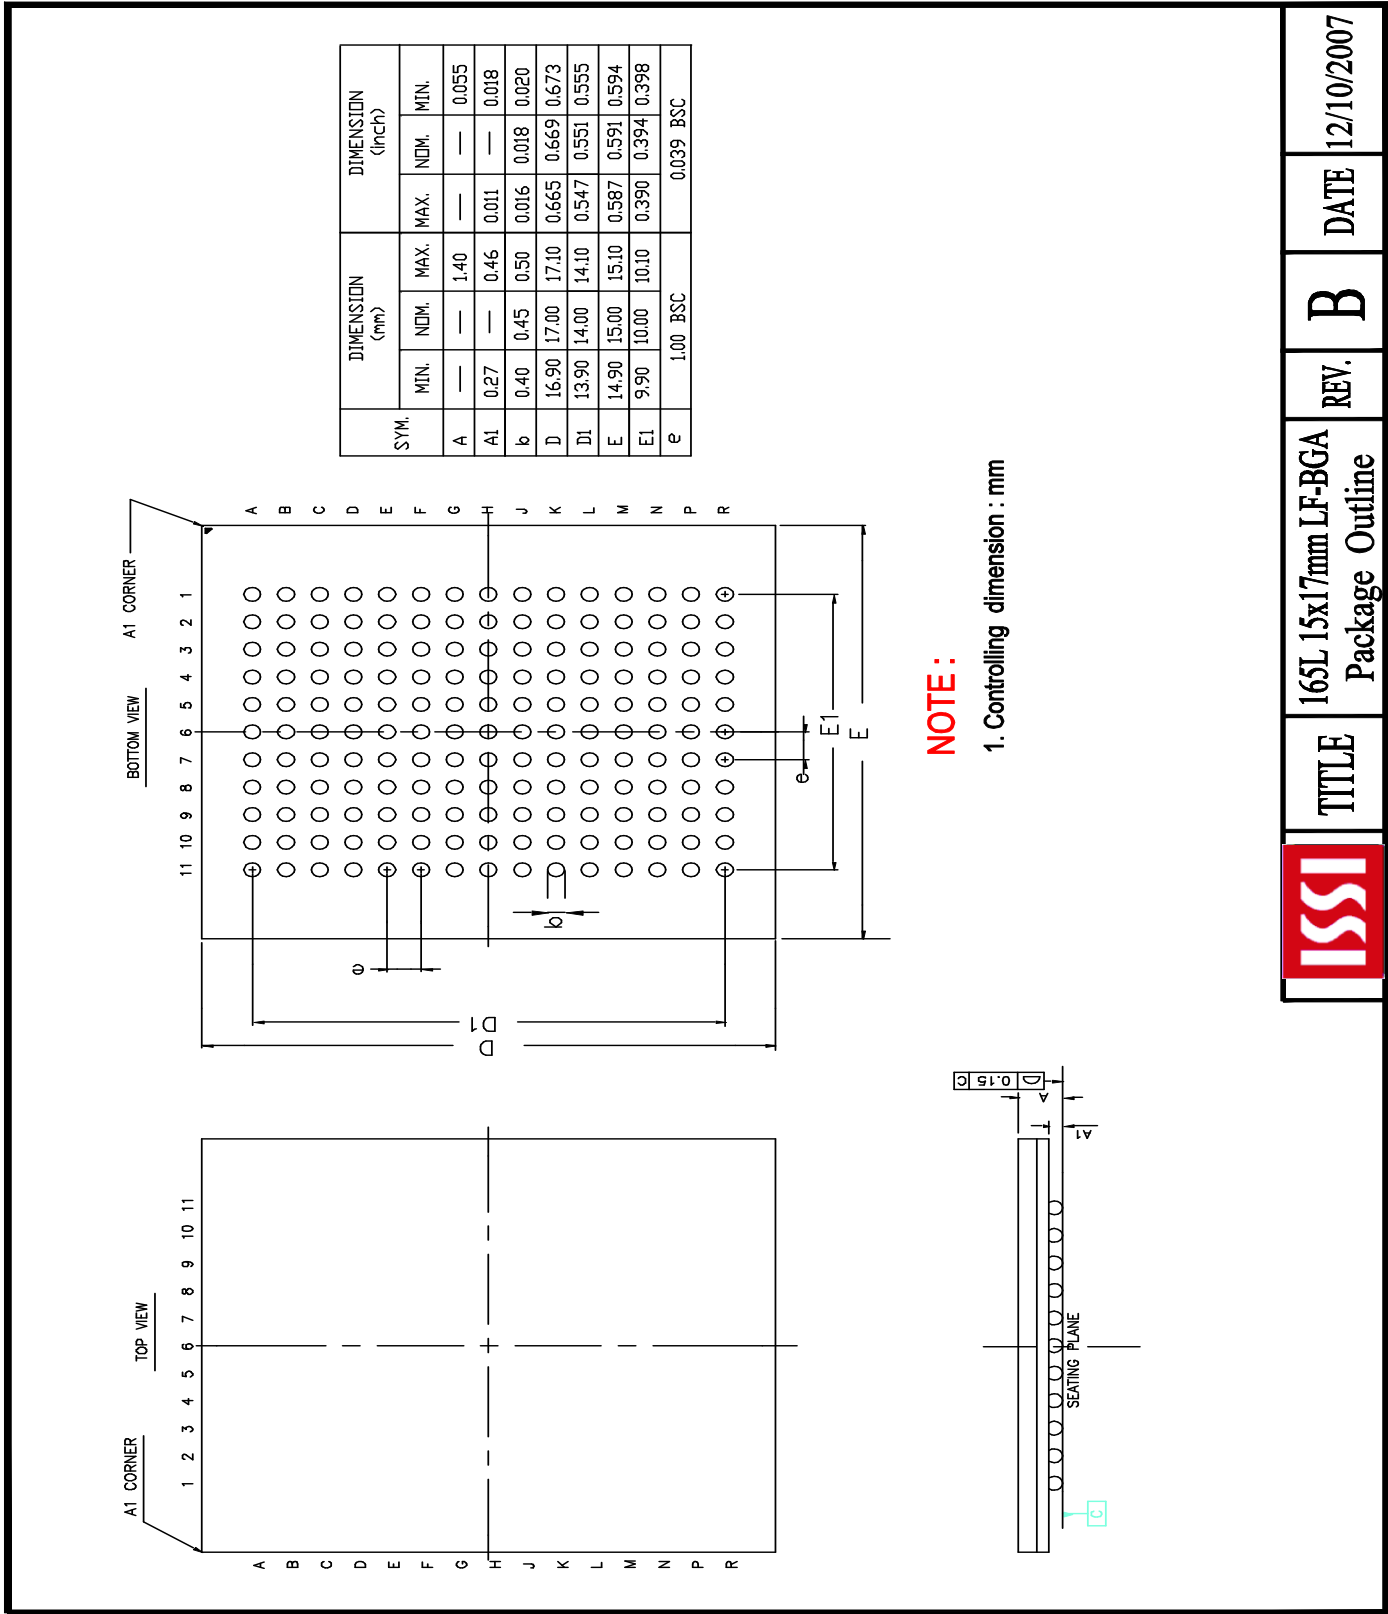 A1 CORNER
TOP VIEW
1 2 3 4 5 6 7 8 9 10 11
A
B
C
D
E
F
G
H
J
K
L
M
N
P
R
BOTTOM VIEW
A1 CORNER
11 10 9 8 7 6 5 4 3 2 1
A
B
C
D
E
F
G
H
J
K
L
M
N
P
R
D
D1
e
b
e
E1
E
SYM. DIMENSION (mm) DIMENSION (inch)
MIN. NOM. MAX. MAX. NOM. MIN.
A — — 1.40 — — 0.055
A1 0.27 — 0.46 0.011 — 0.018
b 0.40 0.45 0.50 0.016 0.018 0.020
D 16.90 17.00 17.10 0.665 0.669 0.673
D1 13.90 14.00 14.10 0.547 0.551 0.555
E 14.90 15.00 15.10 0.587 0.591 0.594
E1 9.90 10.00 10.10 0.390 0.394 0.398
e 1.00 BSC 0.039 BSC
C 0.15 D
A
A1
SEATING PLANE
C
NOTE :
1. Controlling dimension : mm
ISSI
TITLE
165L 15x17mm LF-BGA
Package Outline
REV.
B
DATE
12/10/2007